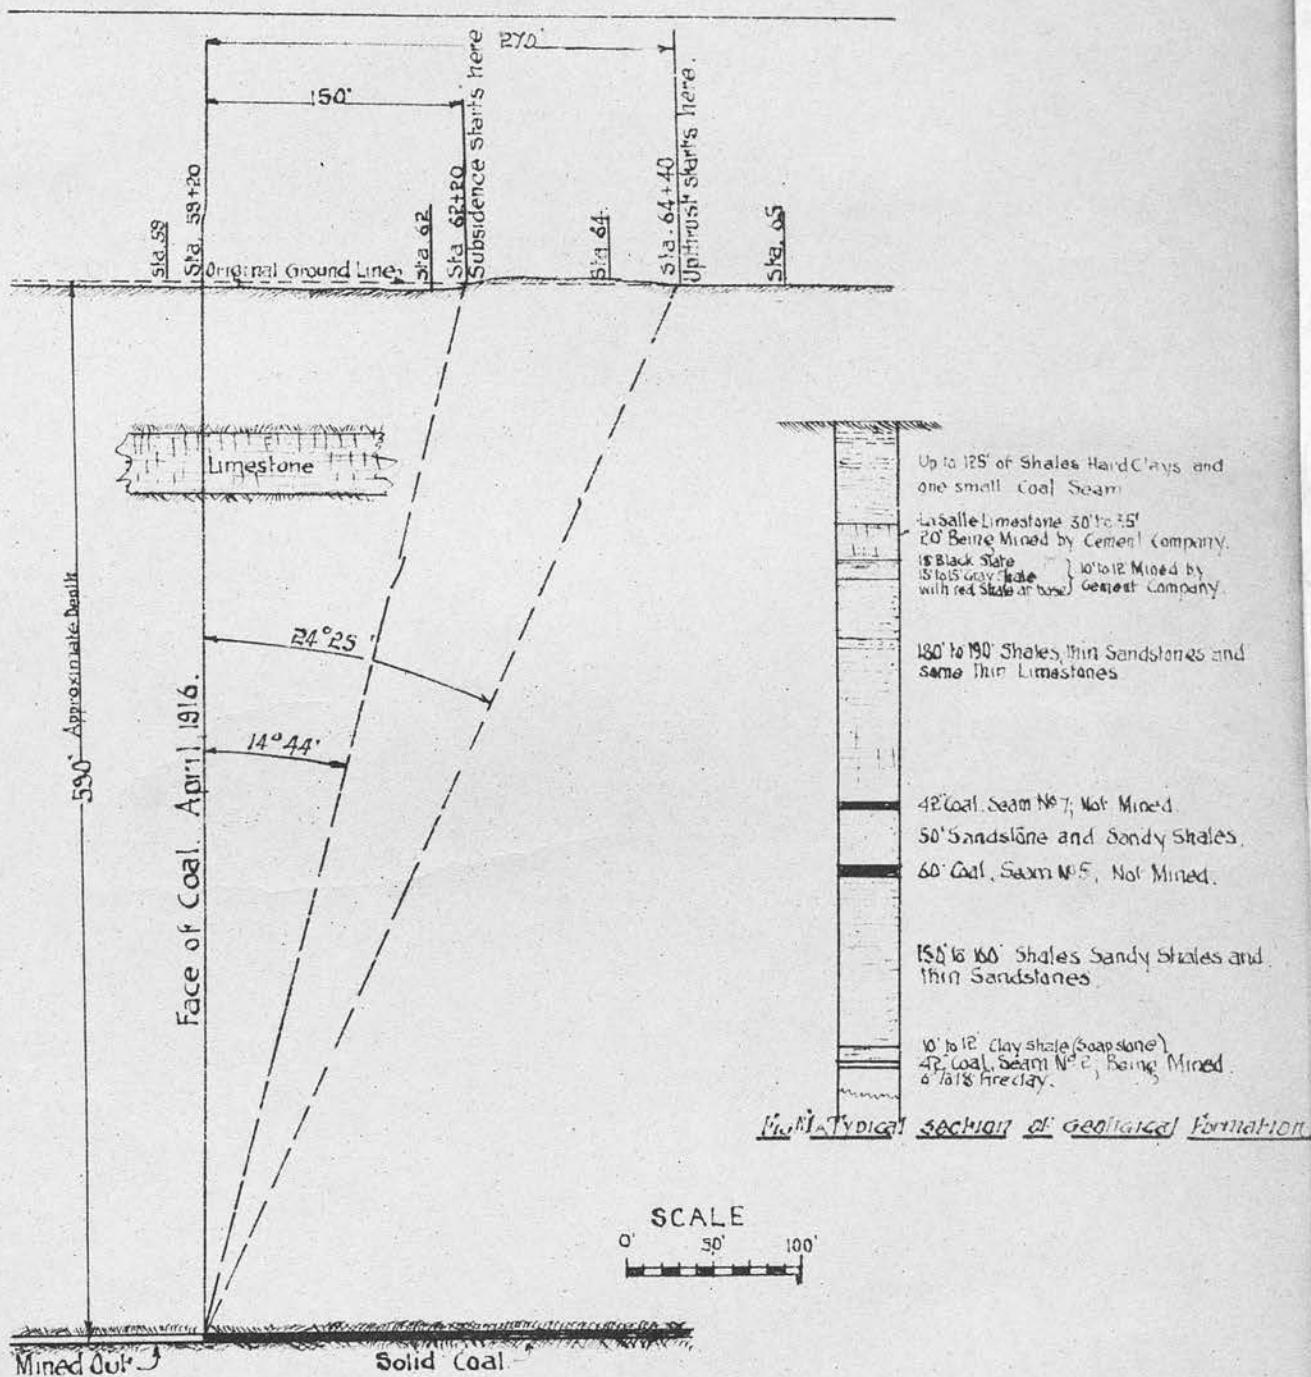 270'
150'
Subsidence starts here
Upthrust starts here.
Sta 59
Sta. 59+20
Sta 62
Sta 62+20
Sta 64
Sta. 64+40
Sta. 65
Original Ground Line
Limestone
Up to 125' of Shales Hard Clays and
one small Coal Seam
LaSalle Limestone 30' to
20' Being Mined by Cement Company.
Black Slate
Gray Shale
with red Shale at base
10' to 12' Mined by
Cement Company.
24°25'
180' to 190' Shales, thin Sandstones and
some Thin Limestones
14°44'
590' Approximate Depth
Face of Coal. April, 1916.
42" Coal. Seam No 7; Not Mined.
50' Sandstone and Sandy Shales.
60" Coal, Seam No 5, Not Mined.
150' to 160' Shales Sandy Shales and
thin Sandstones
10' to 12' Clay shale (Soapstone)
42" Coal, Seam No 2, Being Mined.
6" to 18" Fireclay.
Typical section of Geological Formation
SCALE
0' 50' 100'
Mined Out
Solid Coal